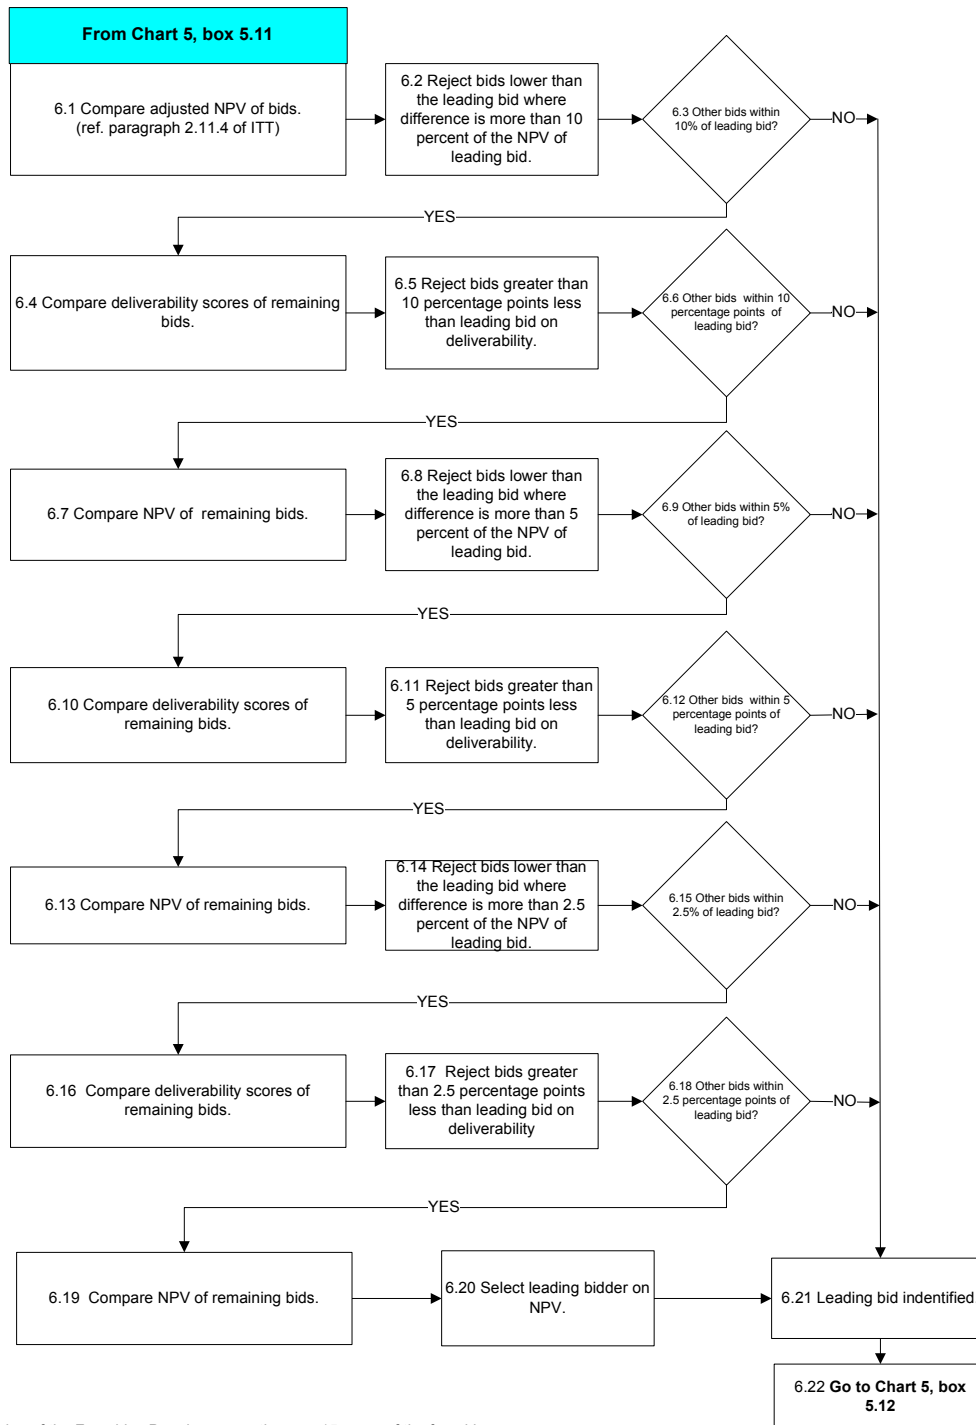 From Chart 5, box 5.11
6.1 Compare adjusted NPV of bids.
(ref. paragraph 2.11.4 of ITT)
6.2 Reject bids lower than
the leading bid where
difference is more than 10
percent of the NPV of
leading bid.
6.3 Other bids within
10% of leading bid?
NO
YES
6.4 Compare deliverability scores of remaining
bids.
6.5 Reject bids greater than
10 percentage points less
than leading bid on
deliverability.
6.6 Other bids within 10
percentage points of
leading bid?
NO
YES
6.7 Compare NPV of remaining bids.
6.8 Reject bids lower than
the leading bid where
difference is more than 5
percent of the NPV of
leading bid.
6.9 Other bids within 5%
of leading bid?
NO
YES
6.10 Compare deliverability scores of
remaining bids.
6.11 Reject bids greater than
5 percentage points less
than leading bid on
deliverability.
6.12 Other bids within 5
percentage points of
leading bid?
NO
YES
6.13 Compare NPV of remaining bids.
6.14 Reject bids lower than
the leading bid where
difference is more than 2.5
percent of the NPV of
leading bid.
6.15 Other bids within
2.5% of leading bid?
NO
YES
6.16 Compare deliverability scores of
remaining bids.
6.17 Reject bids greater
than 2.5 percentage points
less than leading bid on
deliverability
6.18 Other bids within
2.5 percentage points of
leading bid?
NO
YES
6.19 Compare NPV of remaining bids.
6.20 Select leading bidder on
NPV.
6.21 Leading bid indentified.
6.22 Go to Chart 5, box
5.12